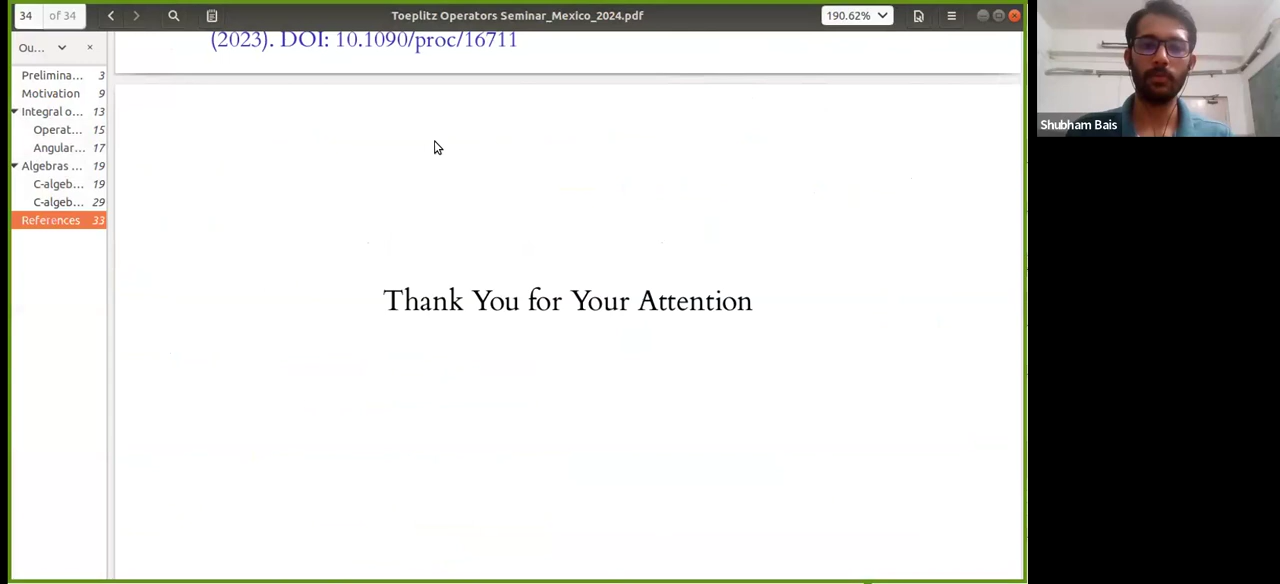 34 of 34
Toeplitz Operators Seminar_Mexico_2024.pdf
190.62%
Ou...
Prelimina... 3
Motivation 9
Integral o... 13
Operat... 15
Angular... 17
Algebras ... 19
C-algeb... 19
C-algeb... 29
References 33
(2023). DOI: 10.1090/proc/16711
Thank You for Your Attention
Shubham Bais